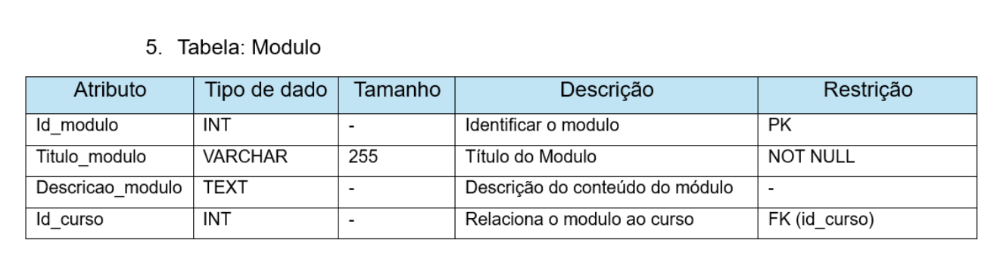 5. Tabela: Modulo
Atributo Tipo de dado Tamanho Descrição Restrição
Id_modulo INT - Identificar o modulo PK
Titulo_modulo VARCHAR 255 Título do Modulo NOT NULL
Descricao_modulo TEXT - Descrição do conteúdo do módulo -
Id_curso INT - Relaciona o modulo ao curso FK (id_curso)